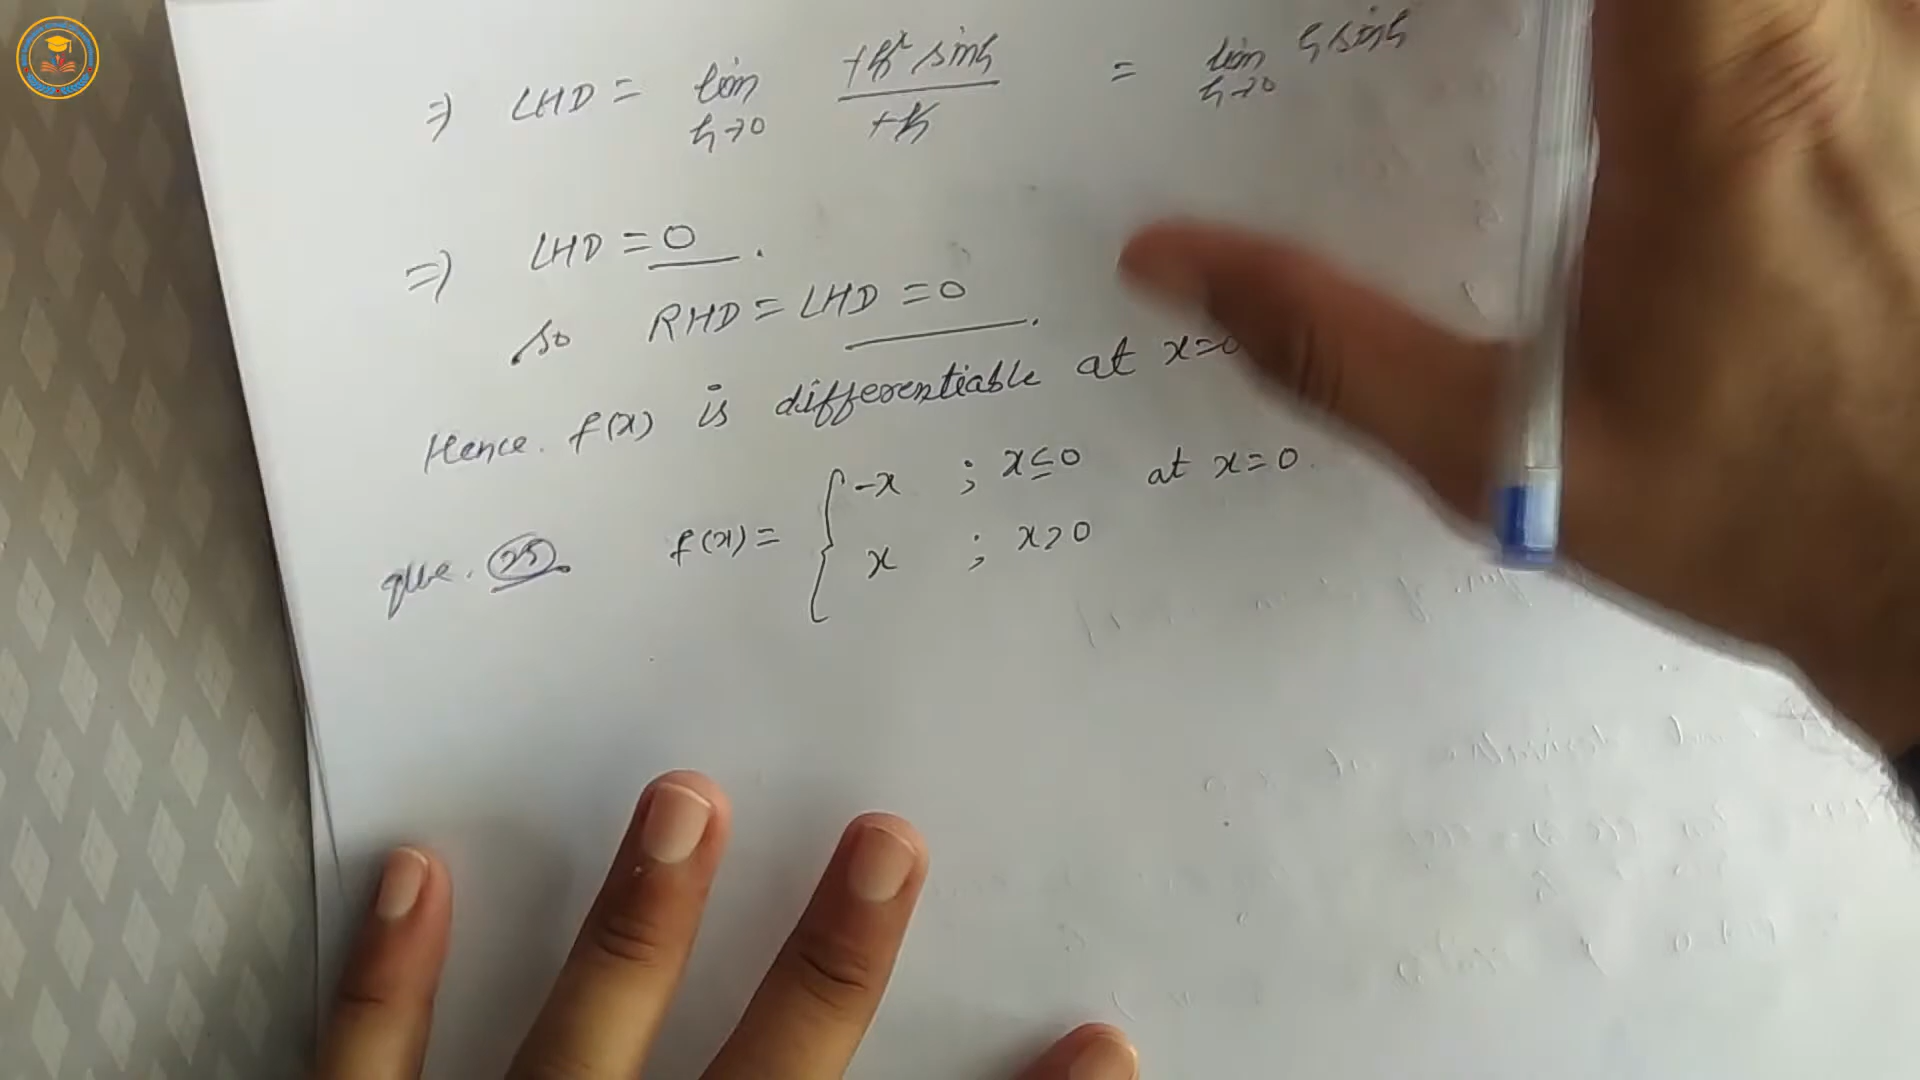 ⇒ LHD = lim h→0 +h² sinh / +h = lim h→0 h sinh
⇒ LHD = 0.
so RHD = LHD = 0.
Hence. f(x) is differentiable at x=0
que. 25. f(x) = { -x ; x≤0 at x=0.
x ; x>0